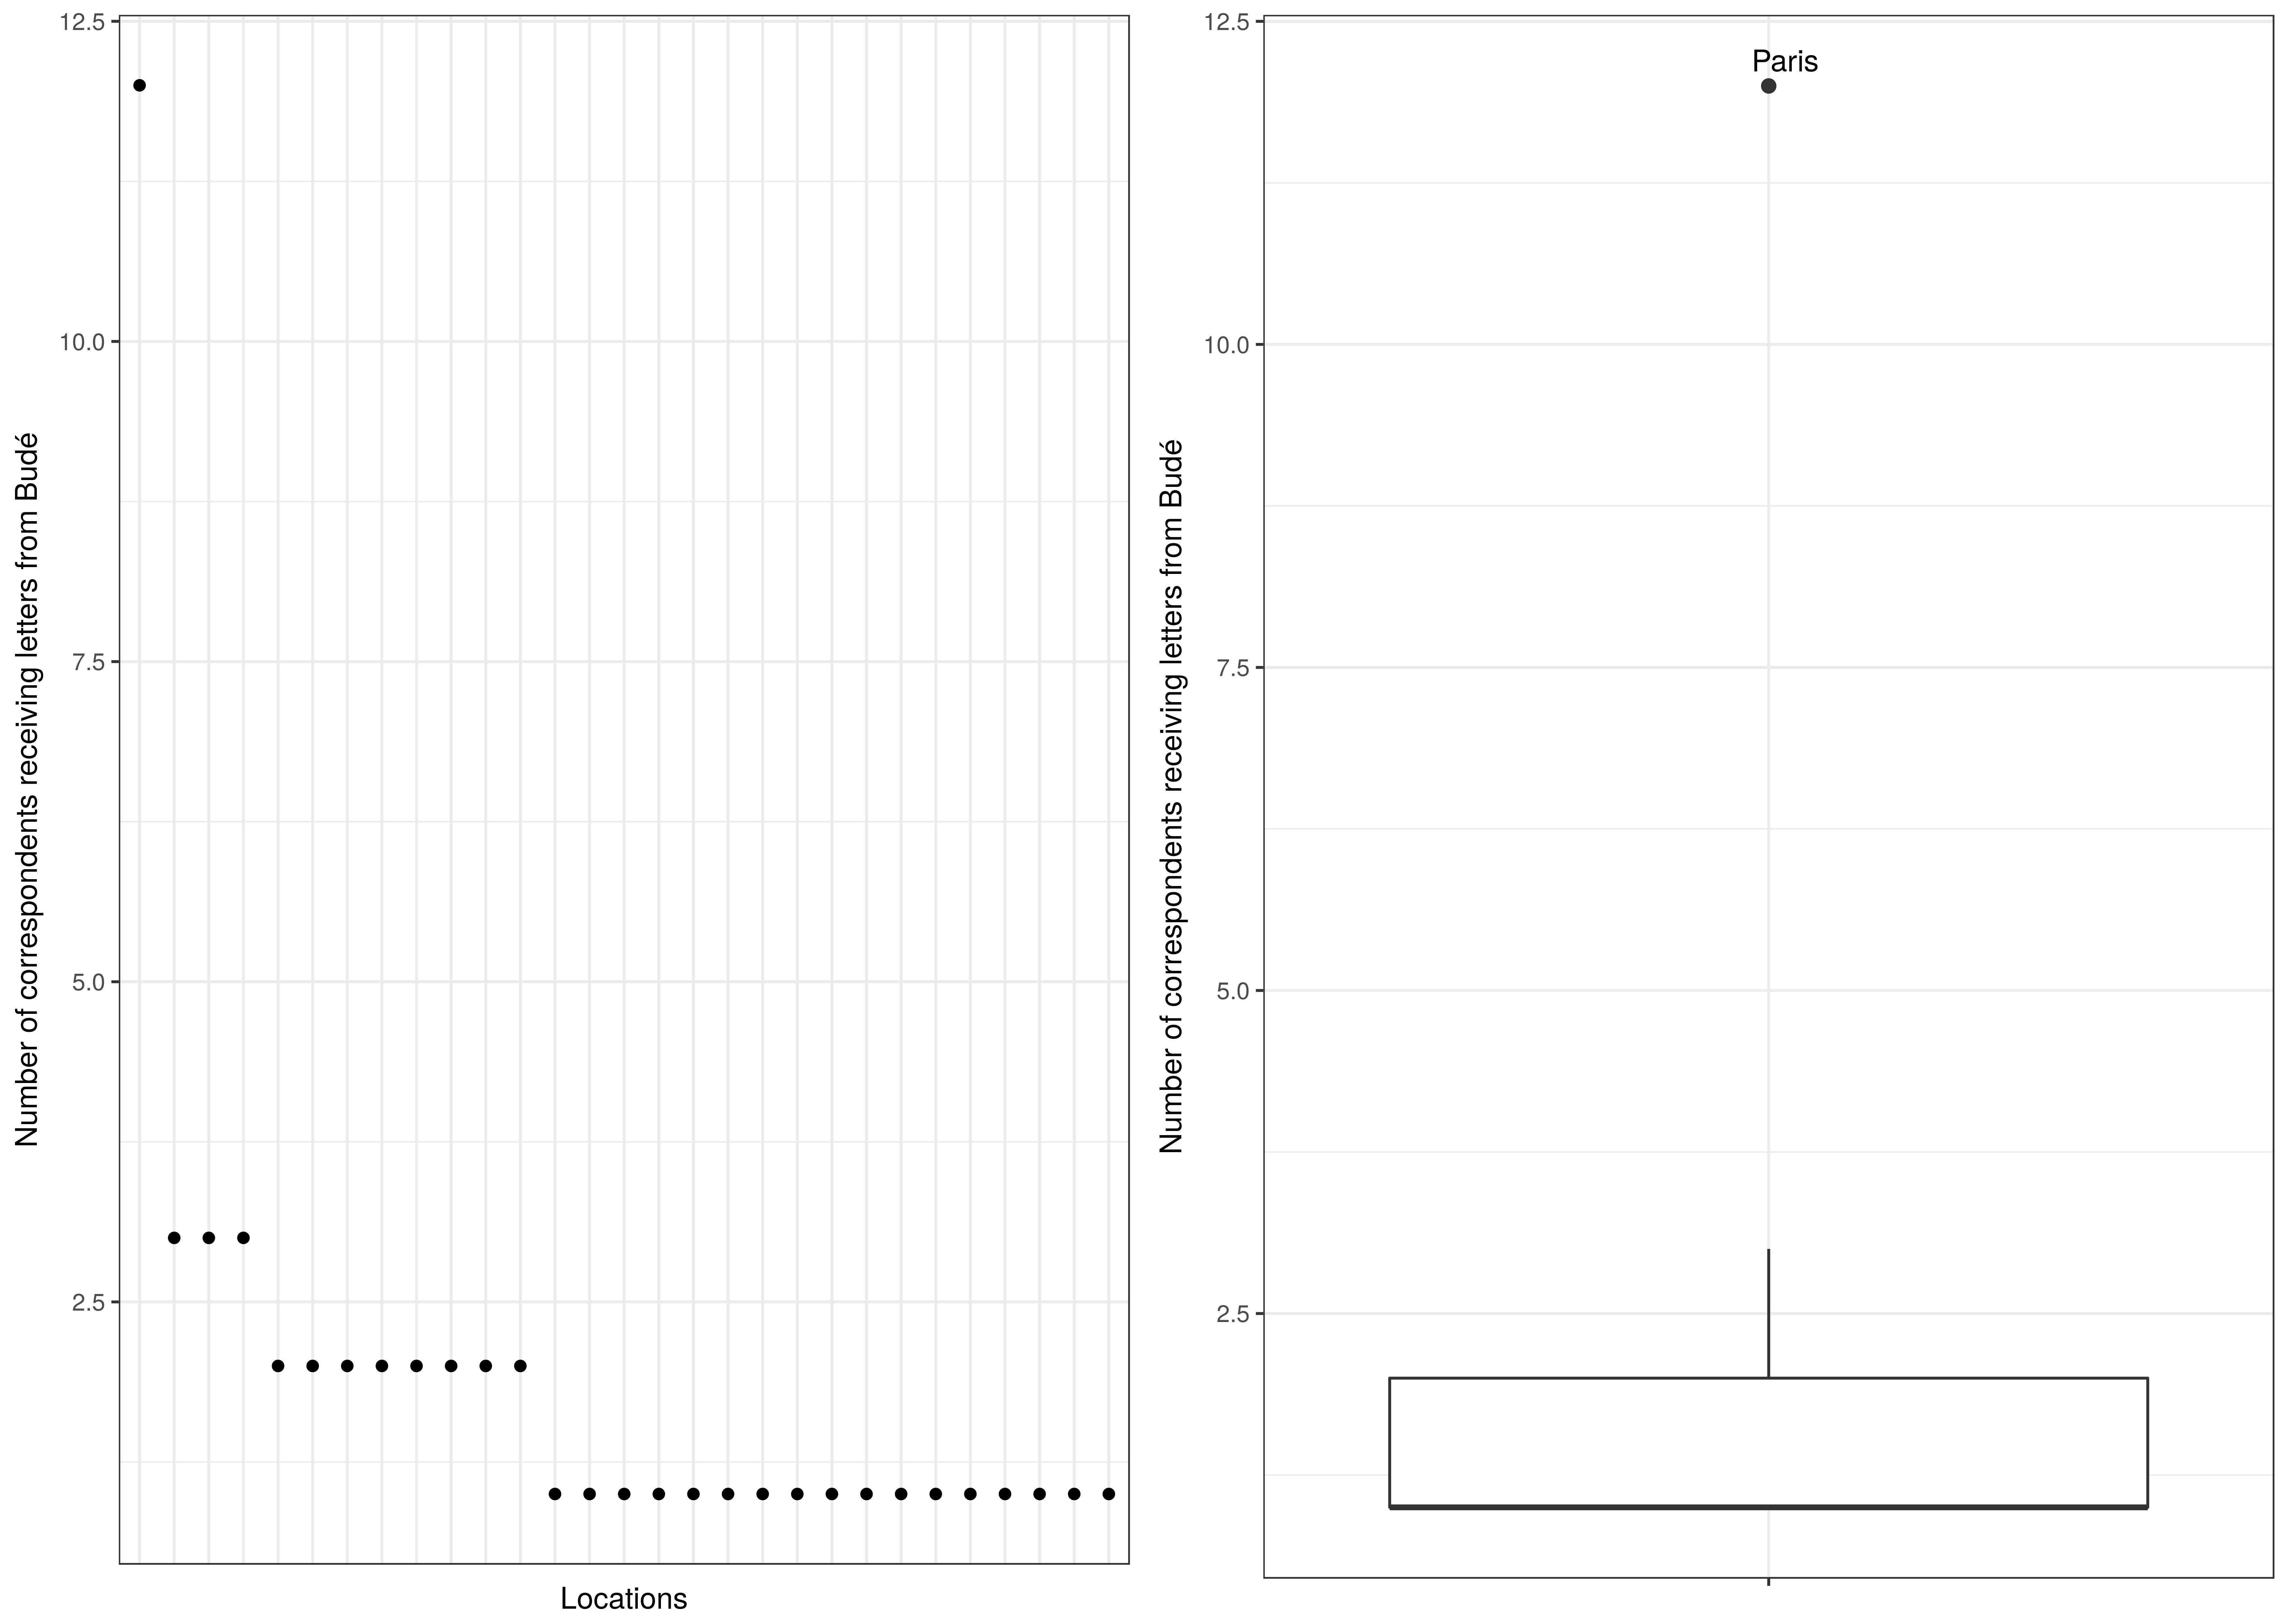 Number of correspondents receiving letters from Budé
12.5
10.0
7.5
5.0
2.5
Locations
Number of correspondents receiving letters from Budé
12.5
10.0
7.5
5.0
2.5
Paris